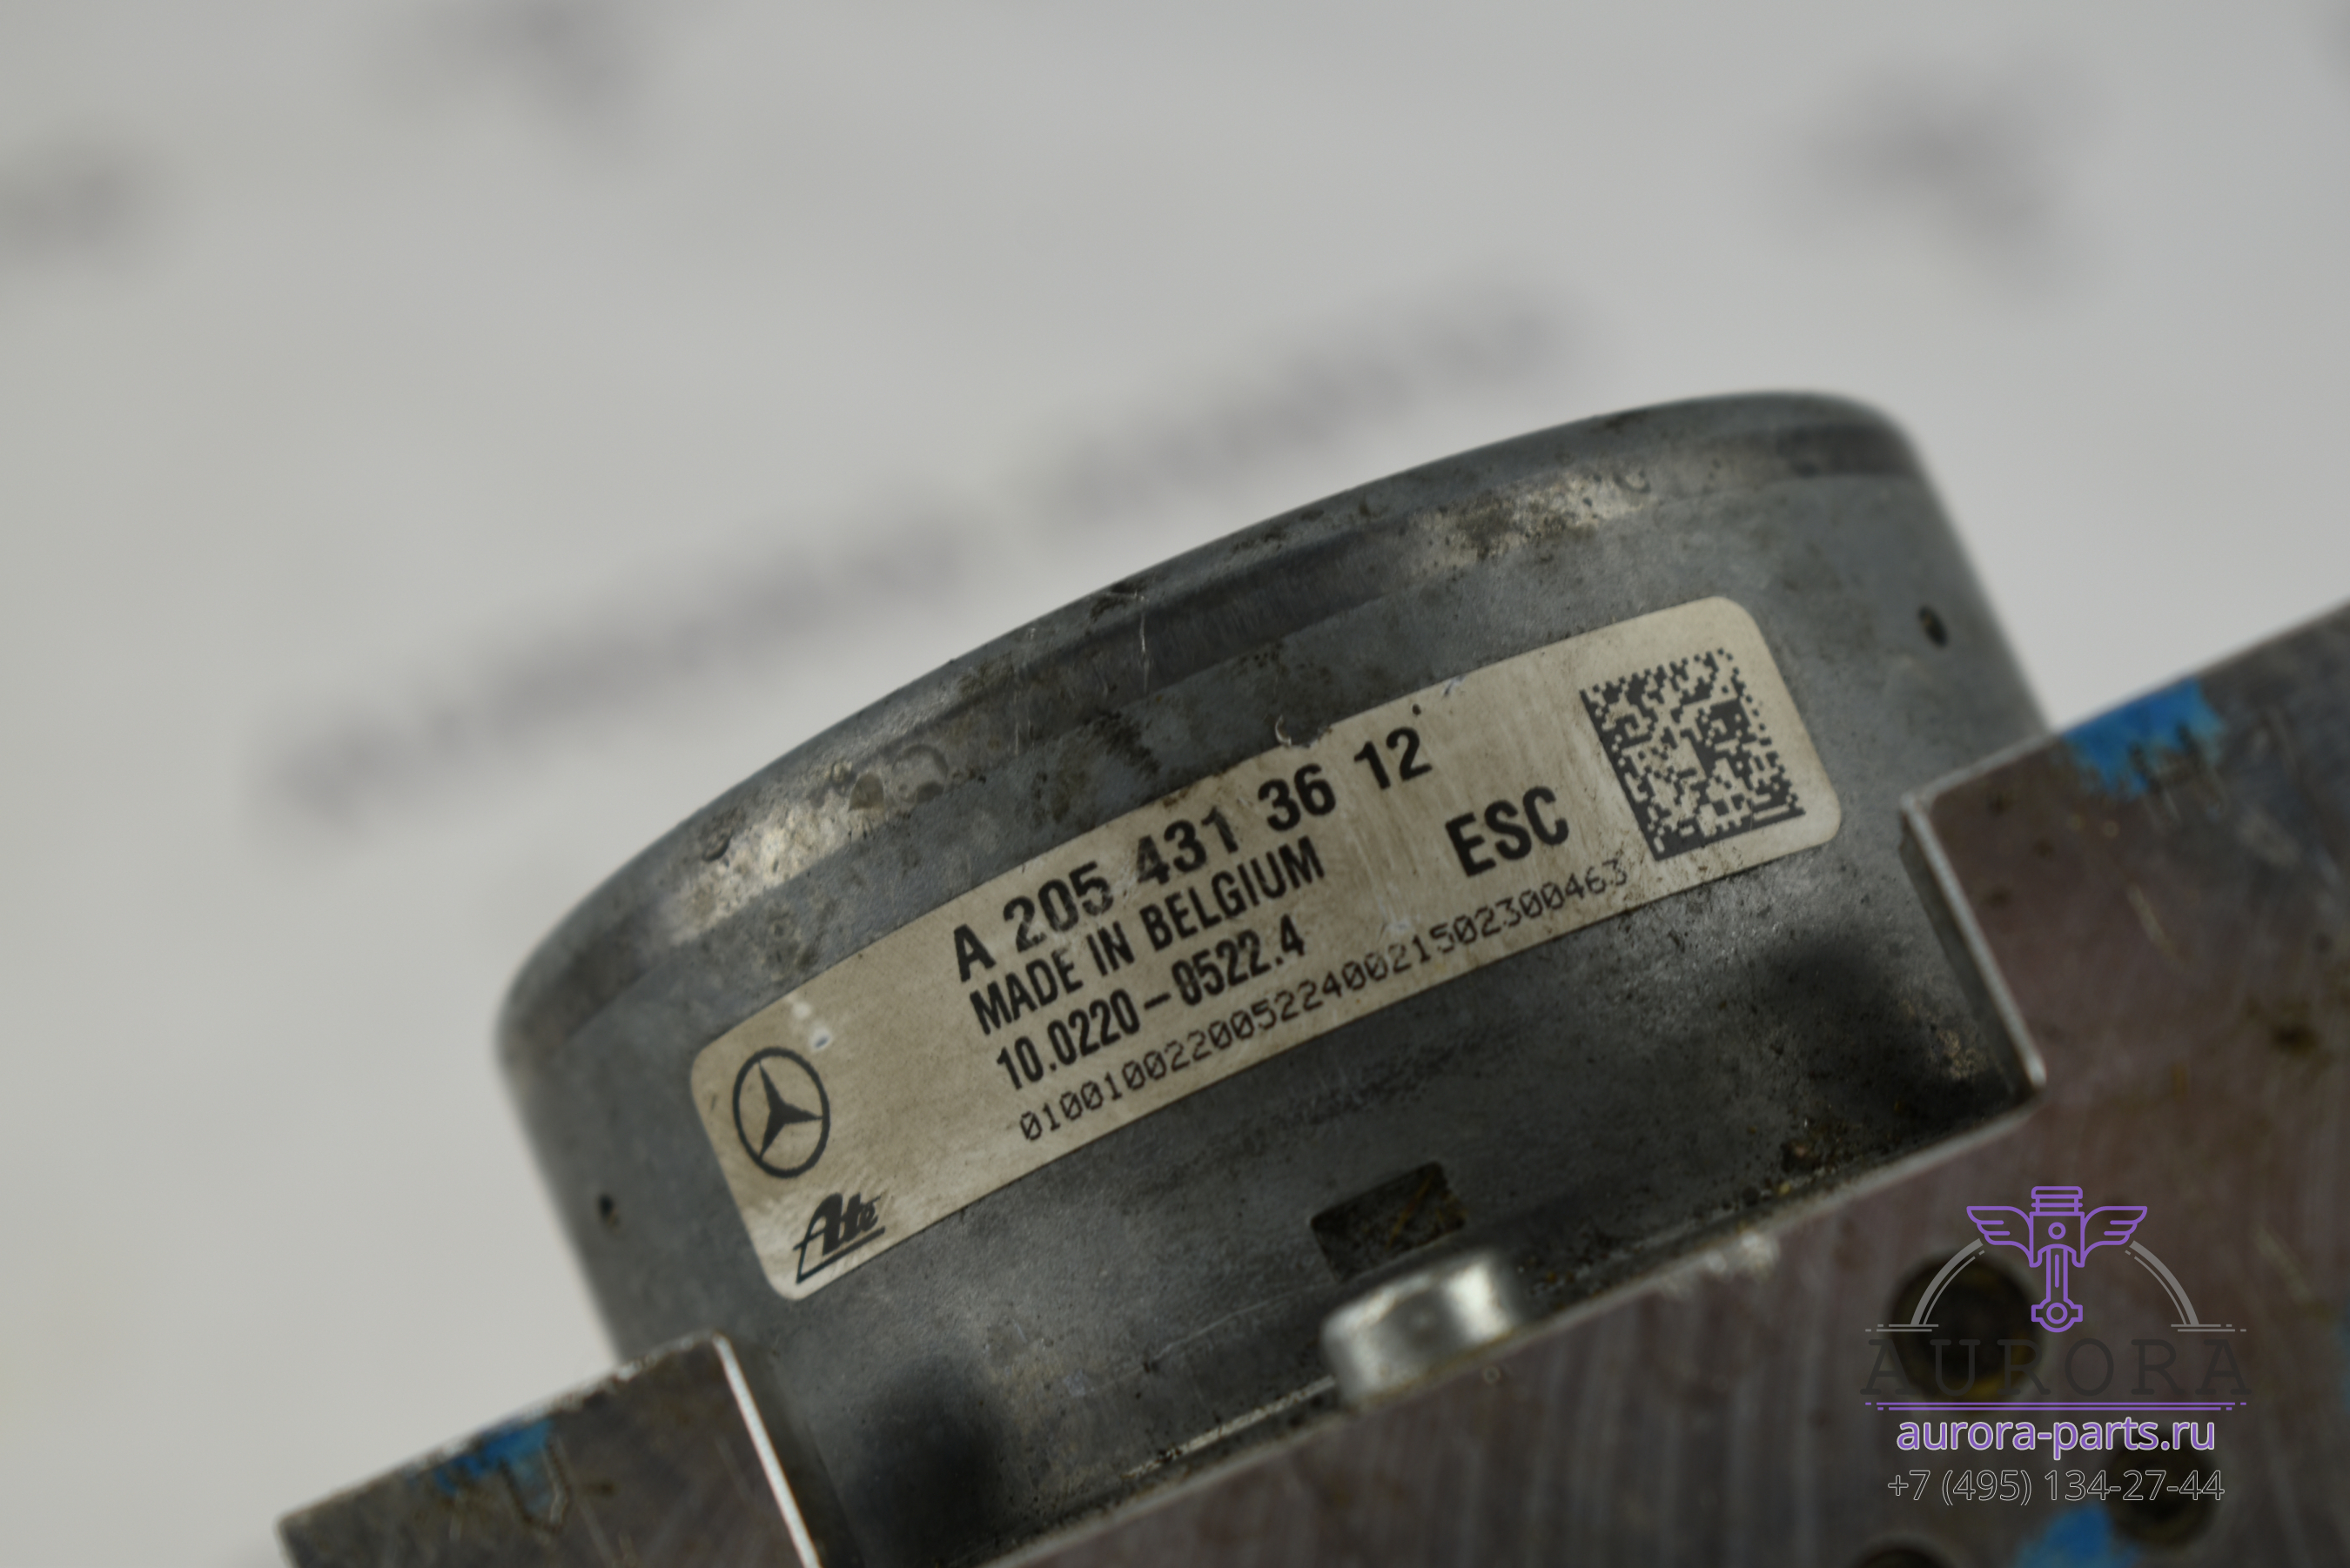 A 205 431 36 12
MADE IN BELGIUM
ESC
10.0220-0522.4
0100100220052240021502300463
Ate
AURORA
aurora-parts.ru
+7 (495) 134-27-44